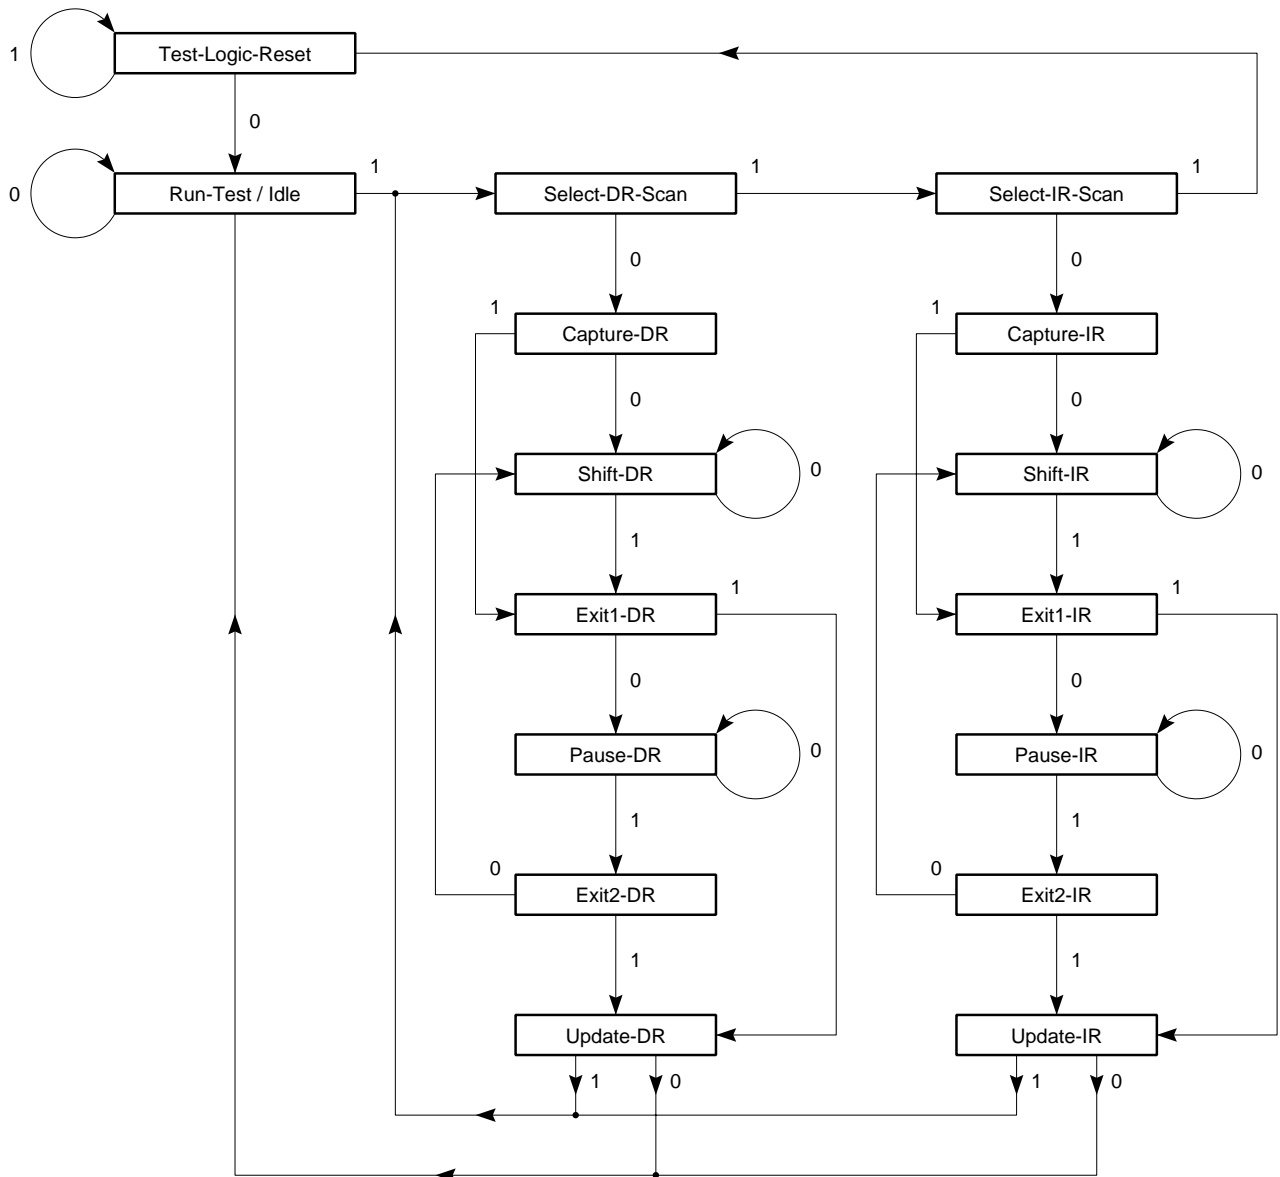 Test-Logic-Reset
1
0
Run-Test / Idle
0
1
Select-DR-Scan
1
Select-IR-Scan
1
0
0
1
Capture-DR
1
Capture-IR
0
0
Shift-DR
0
Shift-IR
0
1
1
Exit1-DR
1
Exit1-IR
1
0
0
Pause-DR
0
Pause-IR
0
1
1
0
Exit2-DR
0
Exit2-IR
1
1
Update-DR
Update-IR
1
0
1
0